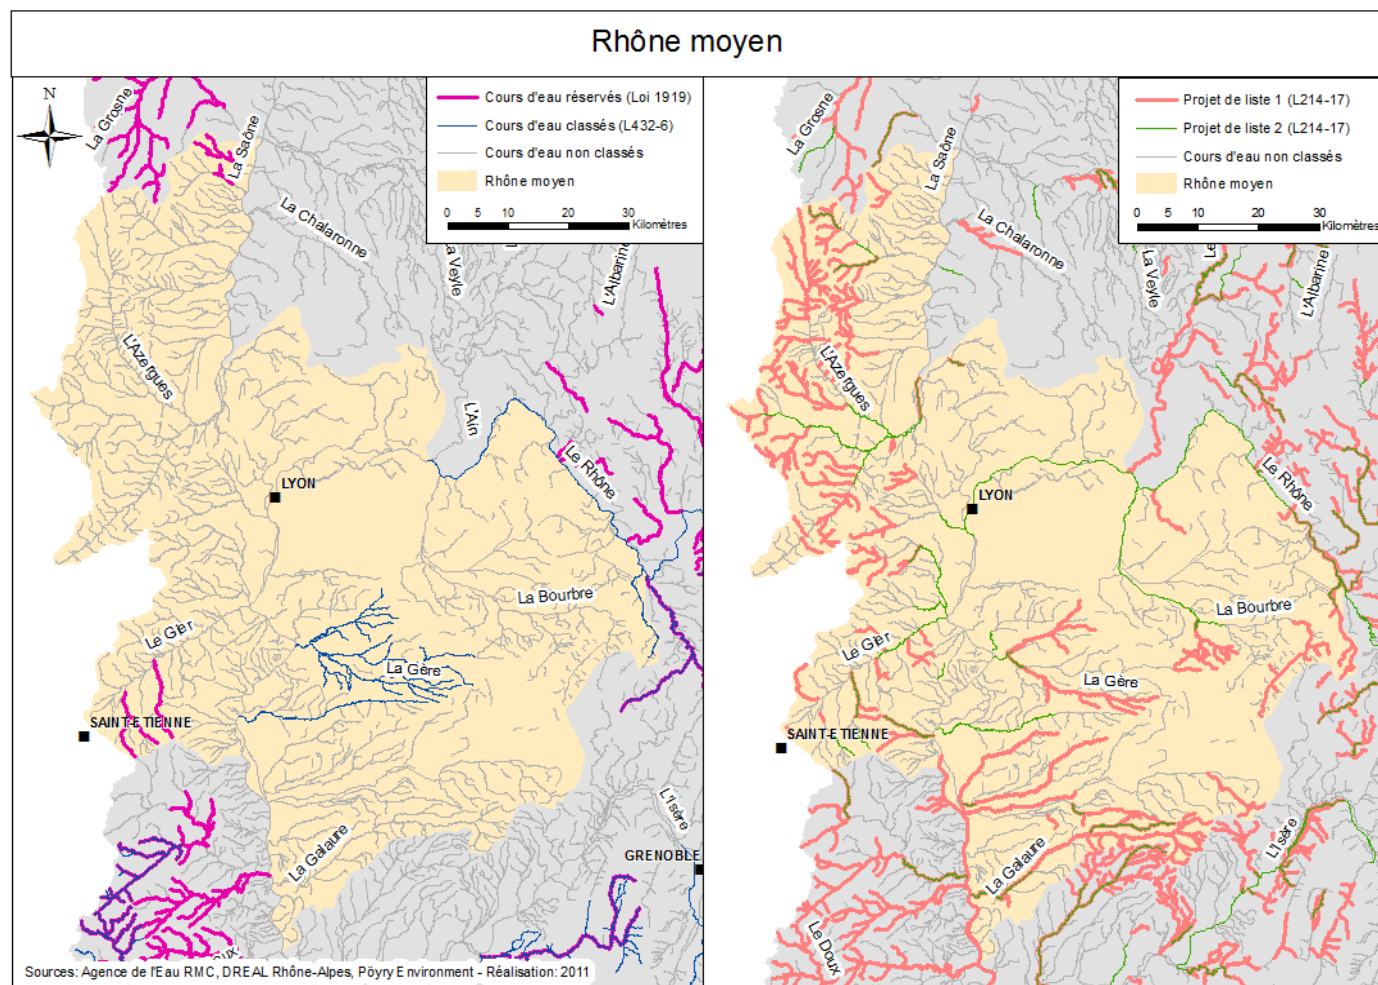 Rhône moyen
N
Cours d'eau réservés (Loi 1919)
Cours d'eau classés (L432-6)
Cours d'eau non classés
Rhône moyen
0 5 10 20 30
Kilomètres
La Grosne
La Saône
La Chalaronne
La Veyle
L'Albarine
L'Azergues
L'Ain
Le Rhône
LYON
La Bourbre
Le Gier
La Gère
SAINT-ETIENNE
L'Isère
GRENOBLE
La Galaure
oux
Sources: Agence de l'Eau RMC, DREAL Rhône-Alpes, Pöyry Environment - Réalisation: 2011
Projet de liste 1 (L214-17)
Projet de liste 2 (L214-17)
Cours d'eau non classés
Rhône moyen
0 5 10 20 30
Kilomètres
La Grosne
La Saône
La Chalaronne
La Veyle
Le
L'Albarine
L'Azergues
Le Rhône
LYON
La Bourbre
Le Gier
La Gère
SAINT-ETIENNE
L'Isère
La Galaure
Le Doux